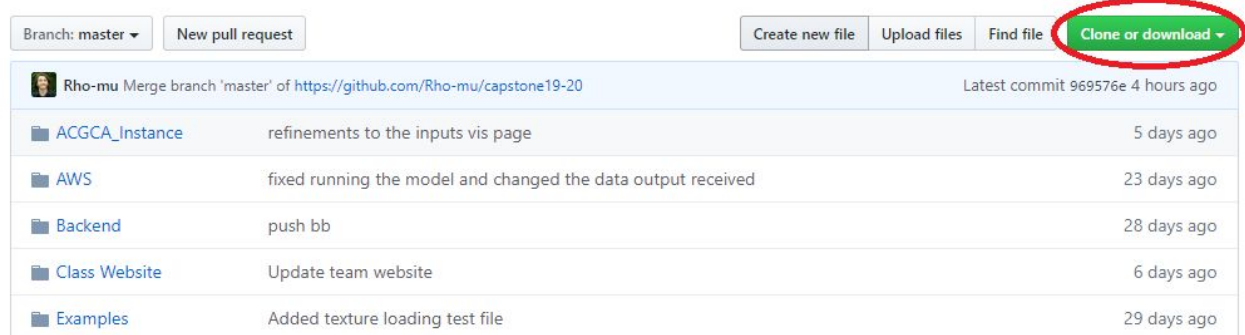 Branch: master New pull request Create new file Upload files Find file Clone or download
Rho-mu Merge branch 'master' of https://github.com/Rho-mu/capstone19-20 Latest commit 969576e 4 hours ago
ACGCA_Instance refinements to the inputs vis page 5 days ago
AWS fixed running the model and changed the data output received 23 days ago
Backend push bb 28 days ago
Class Website Update team website 6 days ago
Examples Added texture loading test file 29 days ago